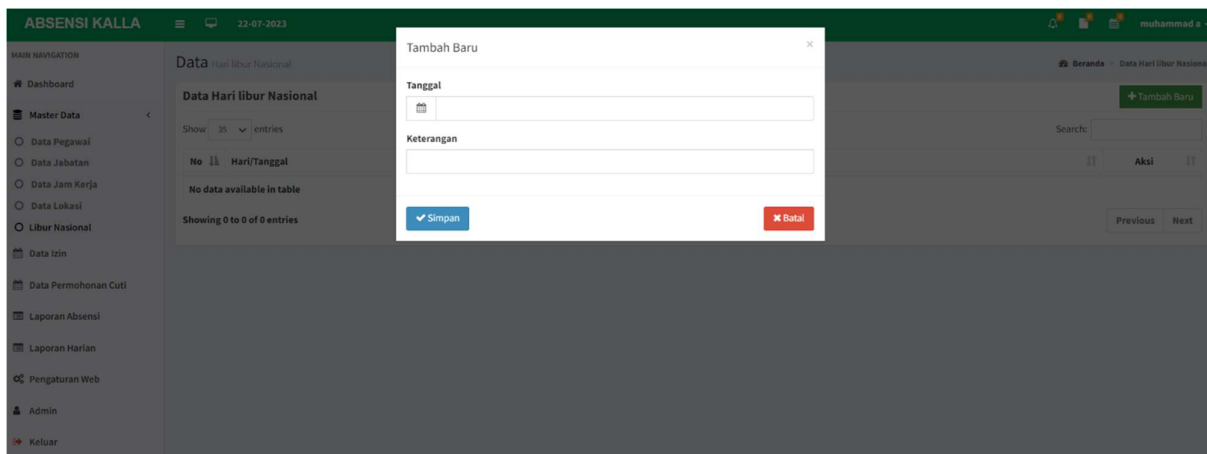 ABSENSI KALLA
22-07-2023
muhammad a
MAIN NAVIGATION
Dashboard
Master Data
Data Pegawai
Data Jabatan
Data Jam Kerja
Data Lokasi
Libur Nasional
Data Izin
Data Permohonan Cuti
Laporan Absensi
Laporan Harian
Pengaturan Web
Admin
Keluar
Data Hari libur Nasional
Beranda Data Hari libur Nasiona
Data Hari libur Nasional
Tambah Baru
Show 35 entries
Search:
No Hari/Tanggal Aksi
No data available in table
Showing 0 to 0 of 0 entries
Previous Next
Tambah Baru
×
Tanggal
Keterangan
Simpan
Batal